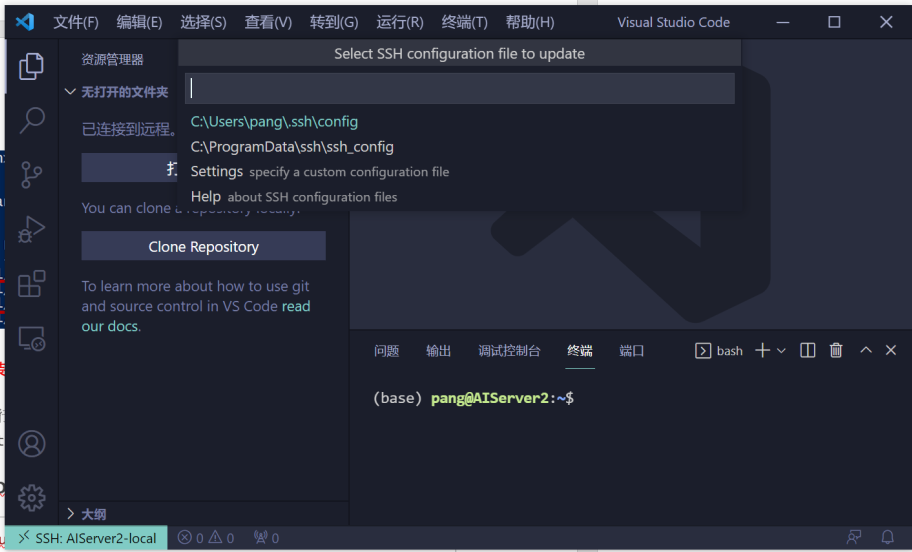 文件(F) 编辑(E) 选择(S) 查看(V) 转到(G) 运行(R) 终端(T) 帮助(H) Visual Studio Code
Select SSH configuration file to update
C:\Users\pang\.ssh\config
C:\ProgramData\ssh\ssh_config
Settings specify a custom configuration file
Help about SSH configuration files
资源管理器
无打开的文件夹
已连接到远程。
打
You can clone a repository locally.
Clone Repository
To learn more about how to use git
and source control in VS Code read
our docs.
问题 输出 调试控制台 终端 端口 bash
(base) pang@AIServer2:~$
大纲
SSH: AIServer2-local 0 0 0